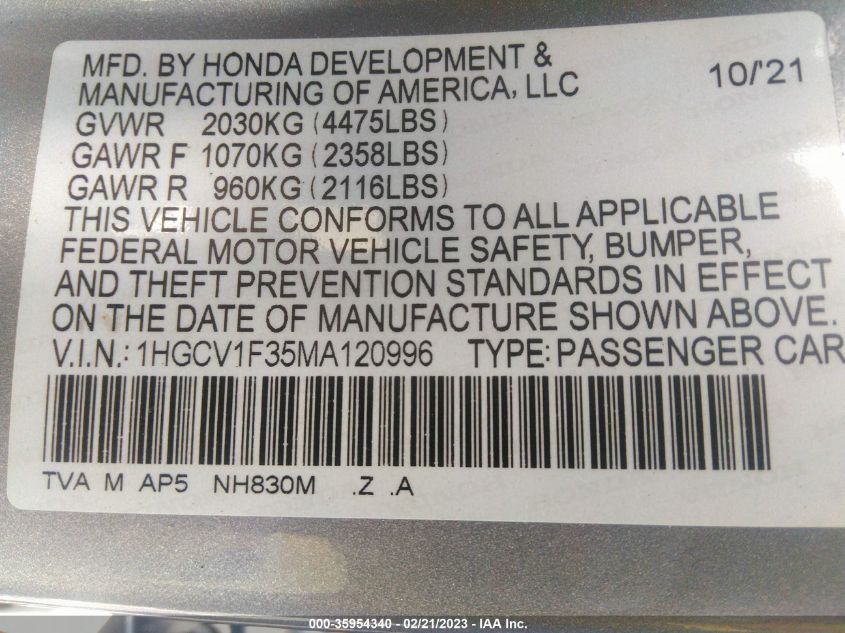 MFD. BY HONDA DEVELOPMENT &
MANUFACTURING OF AMERICA, LLC 10/'21
GVWR 2030KG (4475LBS)
GAWR F 1070KG (2358LBS)
GAWR R 960KG (2116LBS)
THIS VEHICLE CONFORMS TO ALL APPLICABLE
FEDERAL MOTOR VEHICLE SAFETY, BUMPER,
AND THEFT PREVENTION STANDARDS IN EFFECT
ON THE DATE OF MANUFACTURE SHOWN ABOVE.
V.I.N.: 1HGCV1F35MA120996 TYPE: PASSENGER CAR
TVA M AP5 NH830M .Z .A
000-35954340 - 02/21/2023 - IAA Inc.